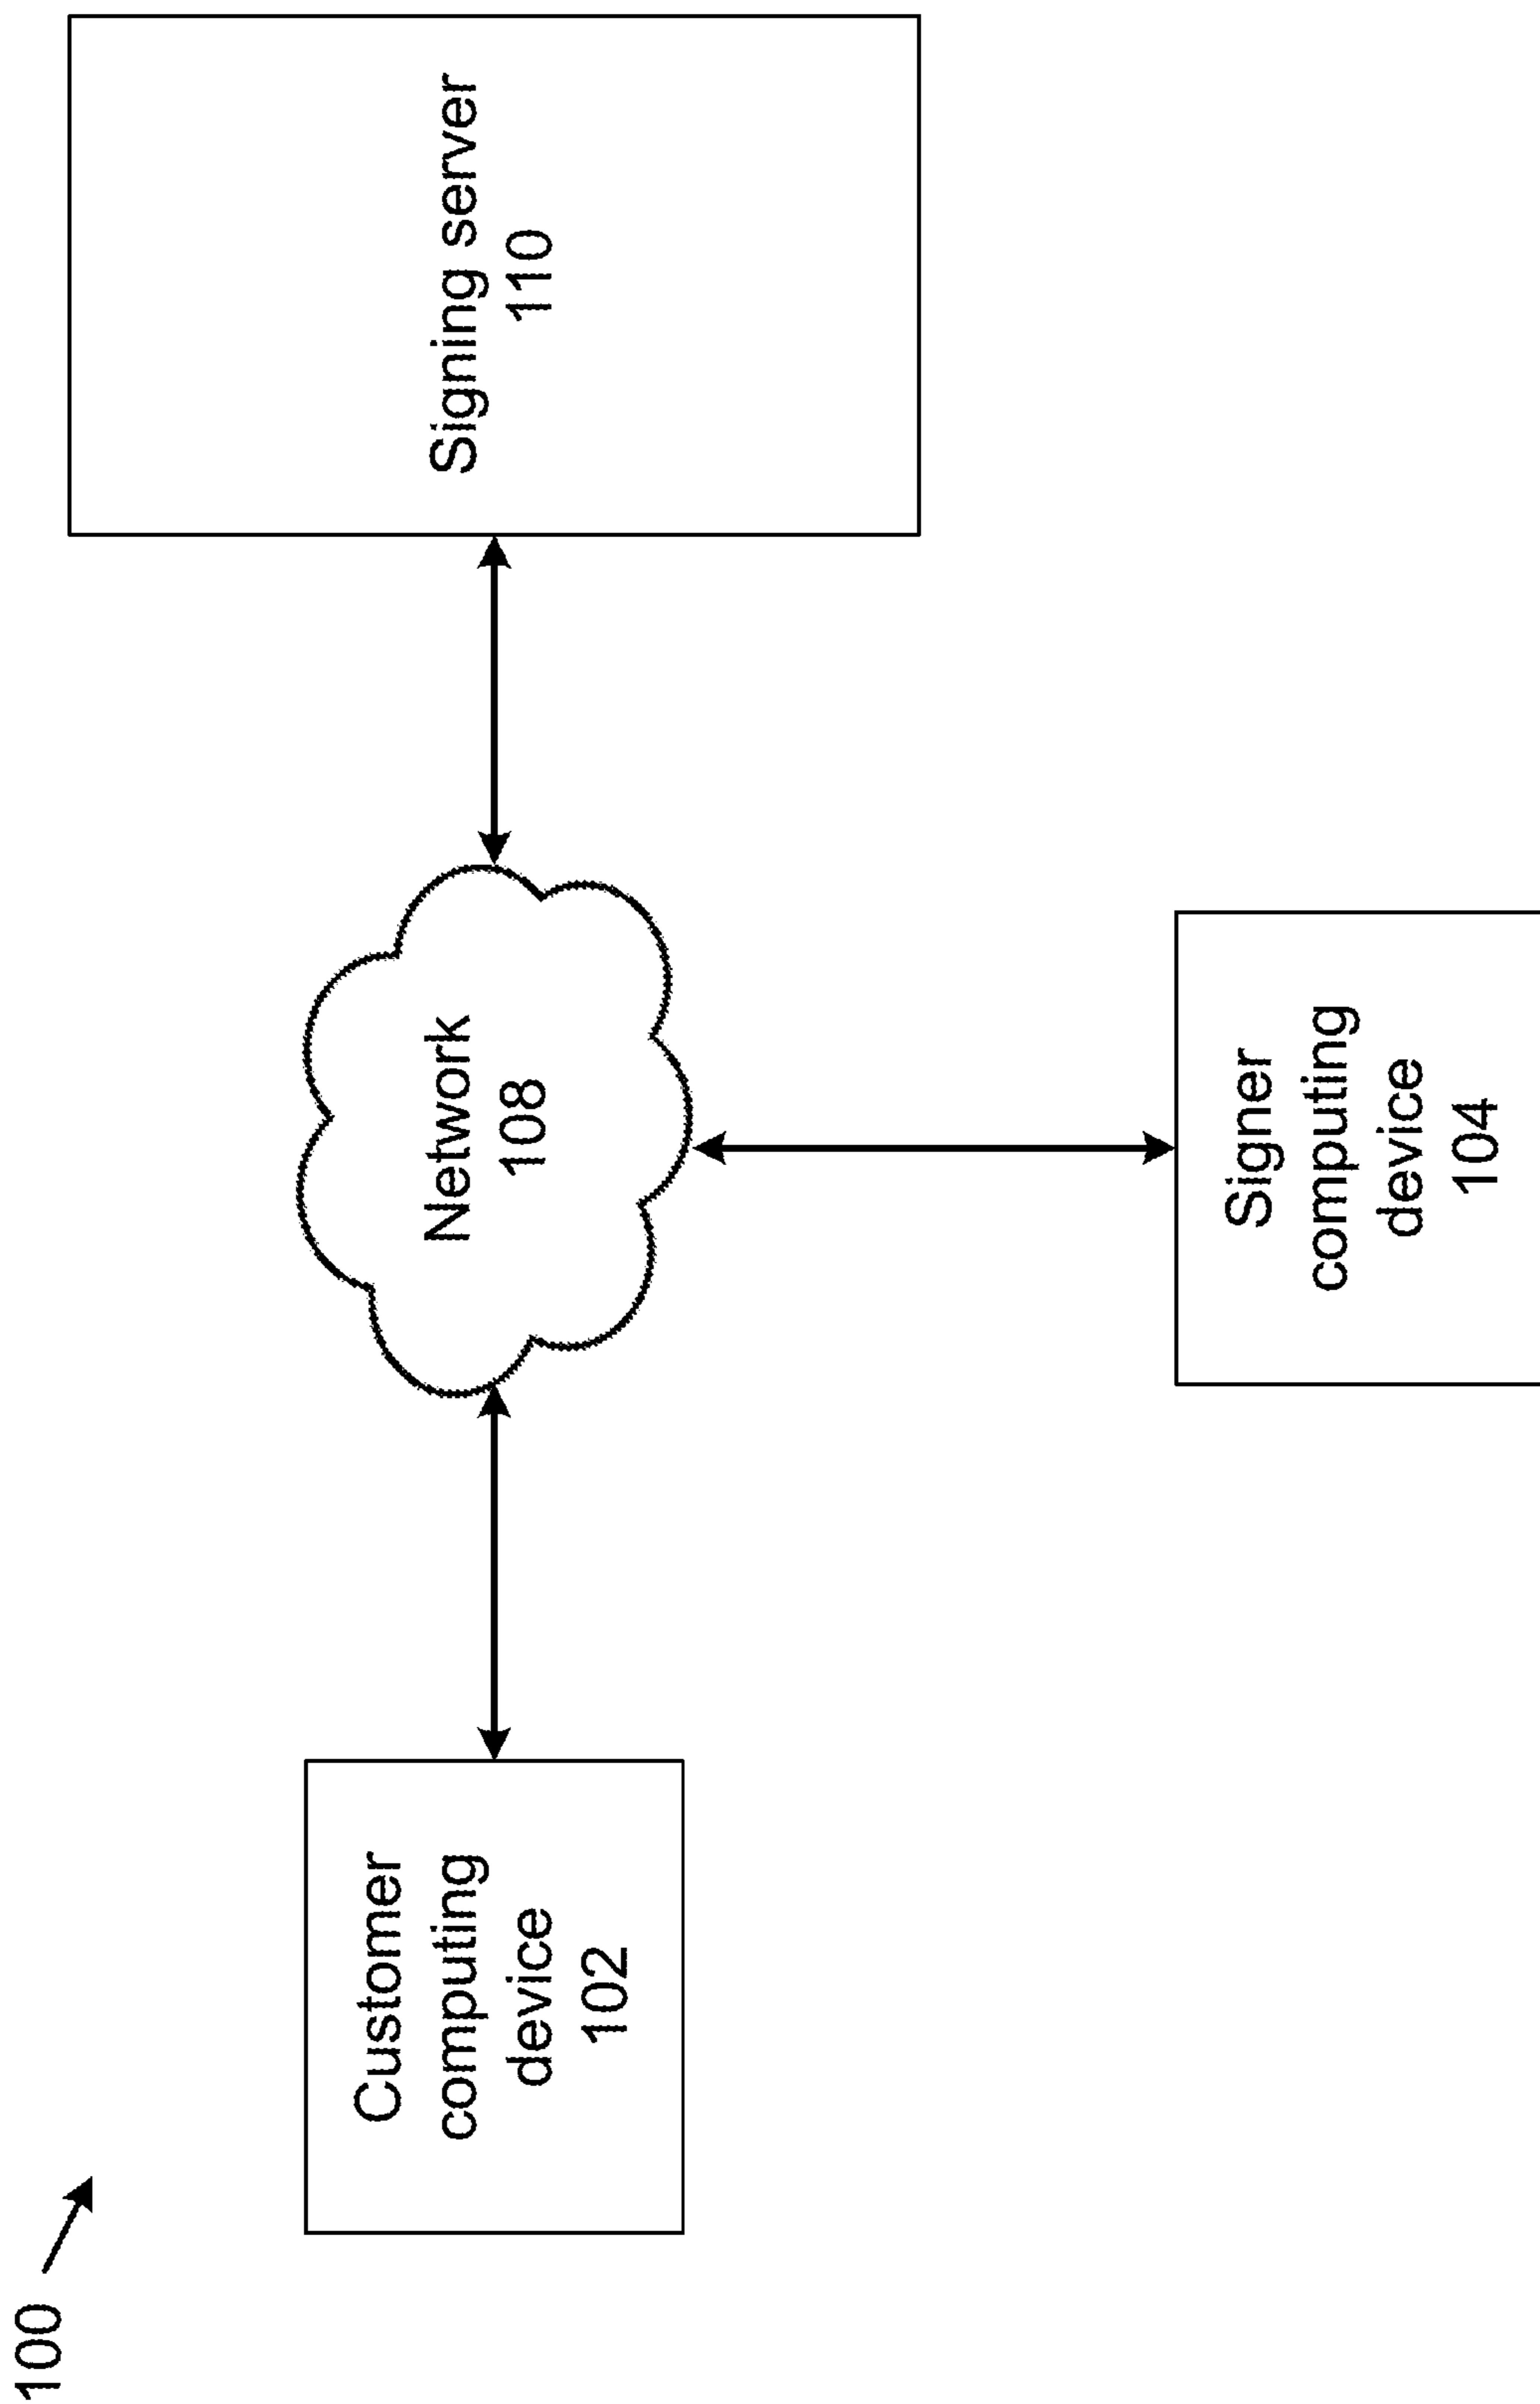 100
Customer
computing
device
102
Network
108
Signing server
110
Signer
computing
device
104